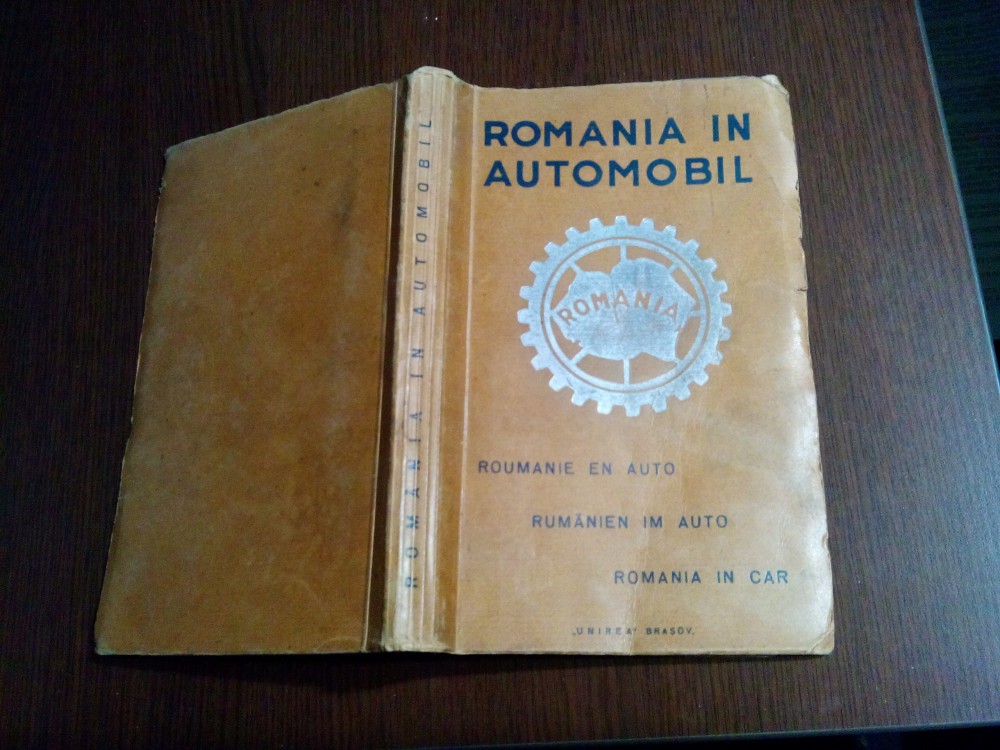 ROMANIA IN AUTOMOBIL
ROMANIA IN
AUTOMOBIL
ROMANIA
ROUMANIE EN AUTO
RUMÄNIEN IM AUTO
ROMANIA IN CAR
„UNIREA" BRAȘOV.